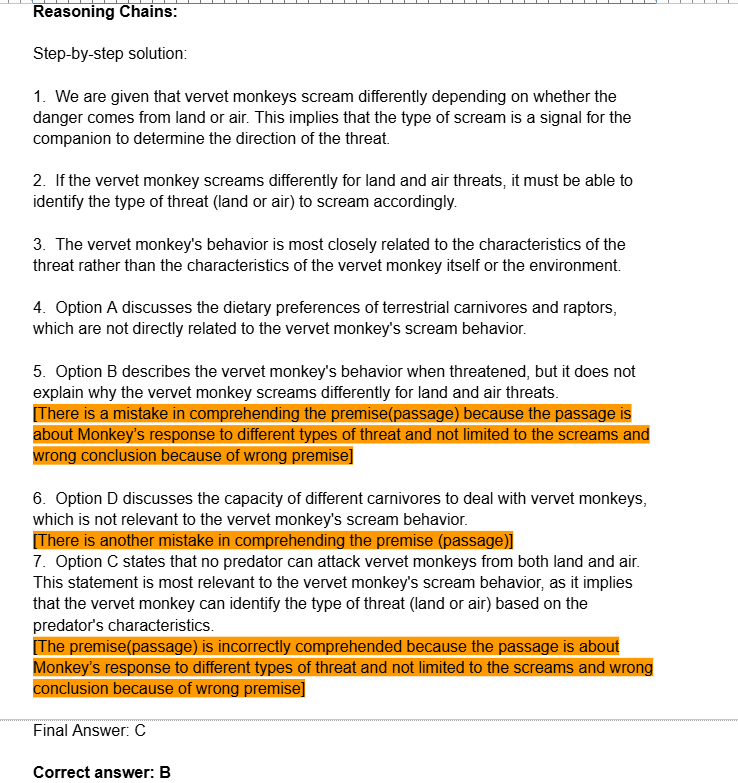 Reasoning Chains:
Step-by-step solution:
1. We are given that vervet monkeys scream differently depending on whether the
danger comes from land or air. This implies that the type of scream is a signal for the
companion to determine the direction of the threat.
2. If the vervet monkey screams differently for land and air threats, it must be able to
identify the type of threat (land or air) to scream accordingly.
3. The vervet monkey's behavior is most closely related to the characteristics of the
threat rather than the characteristics of the vervet monkey itself or the environment.
4. Option A discusses the dietary preferences of terrestrial carnivores and raptors,
which are not directly related to the vervet monkey's scream behavior.
5. Option B describes the vervet monkey's behavior when threatened, but it does not
explain why the vervet monkey screams differently for land and air threats.
[There is a mistake in comprehending the premise(passage) because the passage is
about Monkey's response to different types of threat and not limited to the screams and
wrong conclusion because of wrong premise]
6. Option D discusses the capacity of different carnivores to deal with vervet monkeys,
which is not relevant to the vervet monkey's scream behavior.
[There is another mistake in comprehending the premise (passage)]
7. Option C states that no predator can attack vervet monkeys from both land and air.
This statement is most relevant to the vervet monkey's scream behavior, as it implies
that the vervet monkey can identify the type of threat (land or air) based on the
predator's characteristics.
[The premise(passage) is incorrectly comprehended because the passage is about
Monkey's response to different types of threat and not limited to the screams and wrong
conclusion because of wrong premise]
Final Answer: C
Correct answer: B